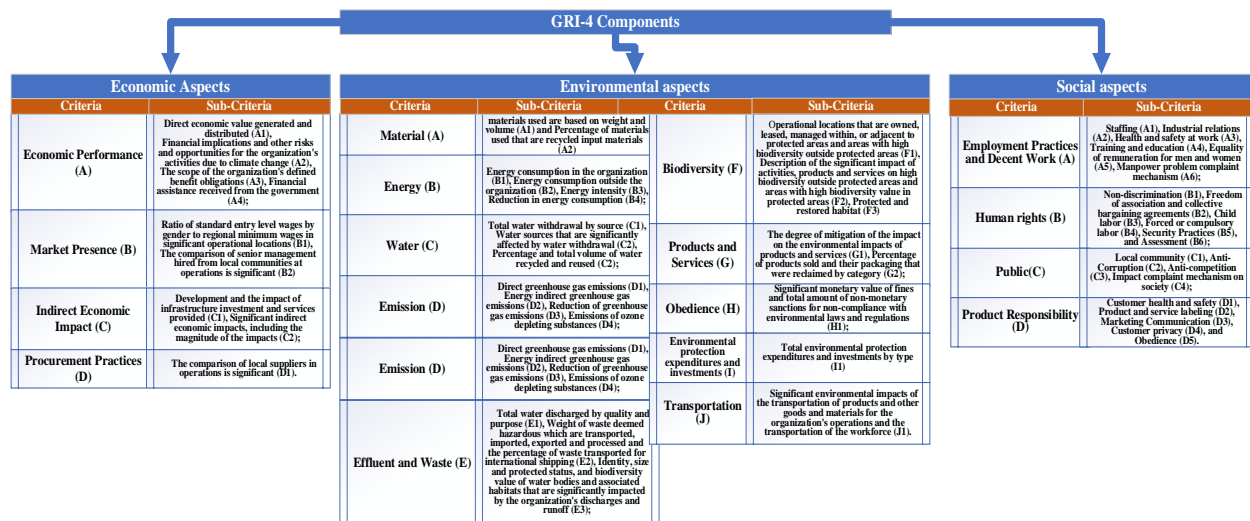 GRI-4 Components
Economic Aspects
Criteria
Sub-Criteria
Economic Performance
(A)
Direct economic value generated and
distributed (A1),
Financial implications and other risks
and opportunities for the organization's
activities due to climate change (A2),
The scope of the organization's defined
benefit obligations (A3), Financial
assistance received from the government
(A4);
Market Presence (B)
Ratio of standard entry level wages by
gender to regional minimum wages in
significant operational locations (B1),
The comparison of senior management
hired from local communities at
operations is significant (B2)
Indirect Economic
Impact (C)
Development and the impact of
infrastructure investment and services
provided (C1), Significant indirect
economic impacts, including the
magnitude of the impacts (C2);
Procurement Practices
(D)
The comparison of local suppliers in
operations is significant (D1).
Environmental aspects
Criteria
Sub-Criteria
Criteria
Sub-Criteria
Material (A)
materials used are based on weight and
volume (A1) and Percentage of materials
used that are recycled input materials
(A2)
Energy (B)
Energy consumption in the organization
(B1), Energy consumption outside the
organization (B2), Energy intensity (B3),
Reduction in energy consumption (B4);
Water (C)
Total water withdrawal by source (C1),
Water sources that are significantly
affected by water withdrawal (C2),
Percentage and total volume of water
recycled and reused (C2);
Emission (D)
Direct greenhouse gas emissions (D1),
Energy indirect greenhouse gas
emissions (D2), Reduction of greenhouse
gas emissions (D3), Emissions of ozone
depleting substances (D4);
Emission (D)
Direct greenhouse gas emissions (D1),
Energy indirect greenhouse gas
emissions (D2), Reduction of greenhouse
gas emissions (D3), Emissions of ozone
depleting substances (D4);
Effluent and Waste (E)
Total water discharged by quality and
purpose (E1), Weight of waste deemed
hazardous which are transported,
imported, exported and processed and
the percentage of waste transported for
international shipping (E2), Identity, size
and protected status, and biodiversity
value of water bodies and associated
habitats that are significantly impacted
by the organization's discharges and
runoff (E3);
Biodiversity (F)
Operational locations that are owned,
leased, managed within, or adjacent to
protected areas and areas with high
biodiversity outside protected areas (F1),
Description of the significant impact of
activities, products and services on high
biodiversity outside protected areas and
areas with high biodiversity value in
protected areas (F2), Protected and
restored habitat (F3)
Products and
Services (G)
The degree of mitigation of the impact
on the environmental impacts of
products and services (G1), Percentage
of products sold and their packaging that
were reclaimed by category (G2);
Obedience (H)
Significant monetary value of fines and
total amount of non-monetary
sanctions for non-compliance with
environmental laws and regulations
(H1);
Environmental
protection
expenditures and
investments (I)
Total environmental protection
expenditures and investments by type
(I1)
Transportation
(J)
Significant environmental impacts of
the transportation of products and other
goods and materials for the
organization's operations and the
transportation of the workforce (J1).
Social aspects
Criteria
Sub-Criteria
Employment Practices
and Decent Work (A)
Staffing (A1), Industrial relations
(A2), Health and safety at work (A3),
Training and education (A4), Equality
of remuneration for men and women
(A5), Manpower problem complaint
mechanism (A6);
Human rights (B)
Non-discrimination (B1), Freedom of
association and collective
bargaining agreements (B2), Child
labor (B3), Forced or compulsory
labor (B4), Security Practices (B5),
and Assessment (B6);
Public(C)
Local community (C1), Anti-
Corruption (C2), Anti-competition
(C3), Impact complaint mechanism on
society (C4);
Product Responsibility
(D)
Customer health and safety (D1),
Product and service labeling (D2),
Marketing Communication (D3),
Customer privacy (D4), and
Obedience (D5).